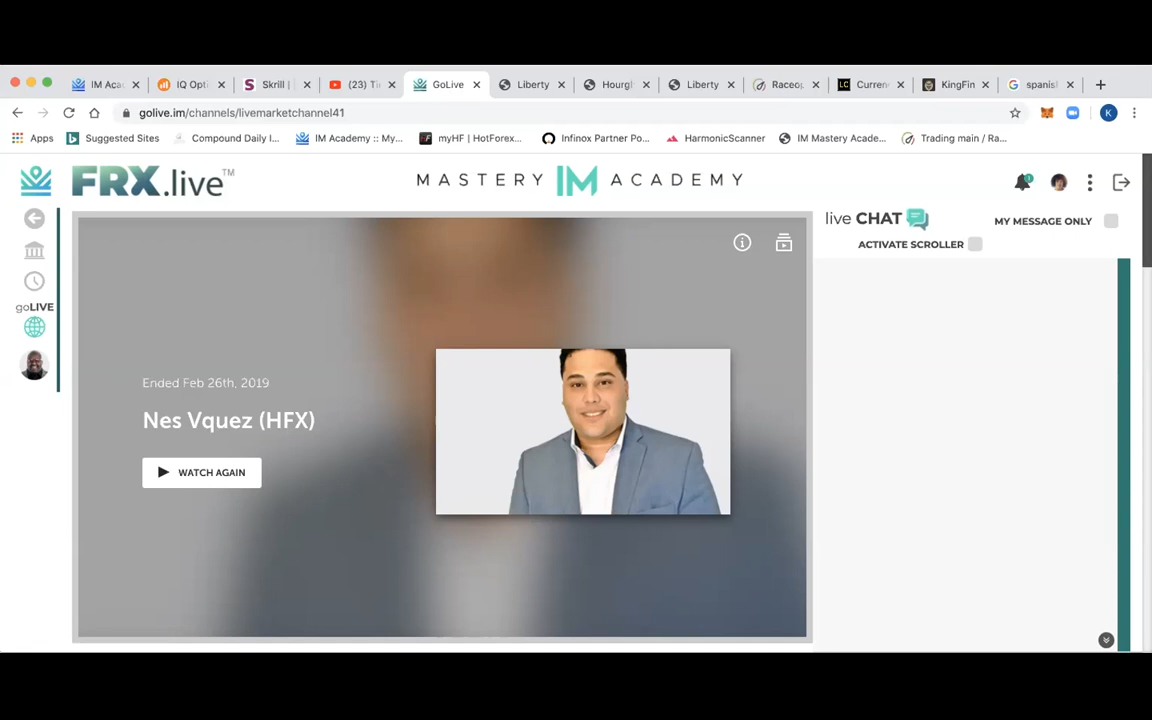 IM Aca
IQ Opti
Skrill |
(23) Ti
GoLive
Liberty
Hourgl
Liberty
Raceo
Curren
KingFin
spanis
golive.im/channels/livemarketchannel41
K
Apps
Suggested Sites
Compound Daily I...
IM Academy :: My...
myHF | HotForex...
Infinox Partner Po...
HarmonicScanner
IM Mastery Acade...
Trading main / Ra...
FRX.live™
MASTERY IM ACADEMY
goLIVE
live CHAT
MY MESSAGE ONLY
ACTIVATE SCROLLER
Ended Feb 26th, 2019
Nes Vquez (HFX)
WATCH AGAIN